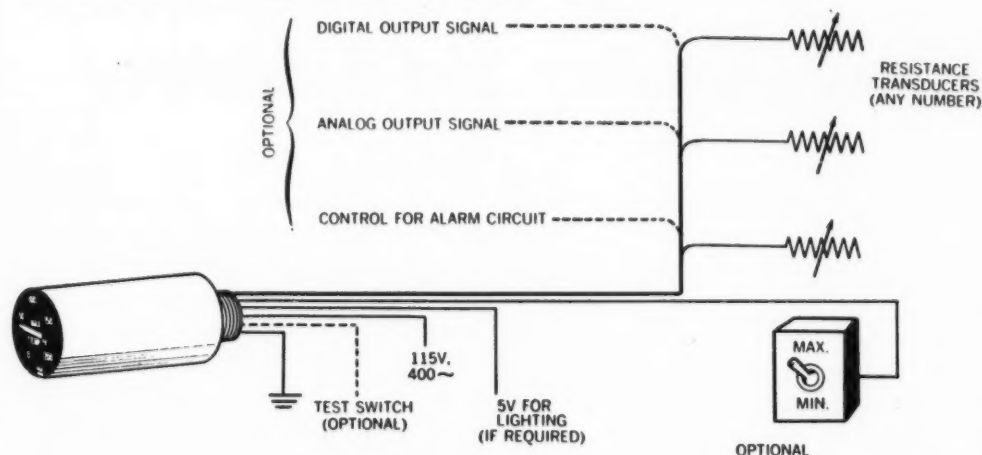 DIGITAL OUTPUT SIGNAL
OPTIONAL
ANALOG OUTPUT SIGNAL
CONTROL FOR ALARM CIRCUIT
RESISTANCE
TRANSDUCERS
(ANY NUMBER)
115V,
400~
TEST SWITCH
(OPTIONAL)
5V FOR
LIGHTING
(IF REQUIRED)
MAX.
MIN.
OPTIONAL